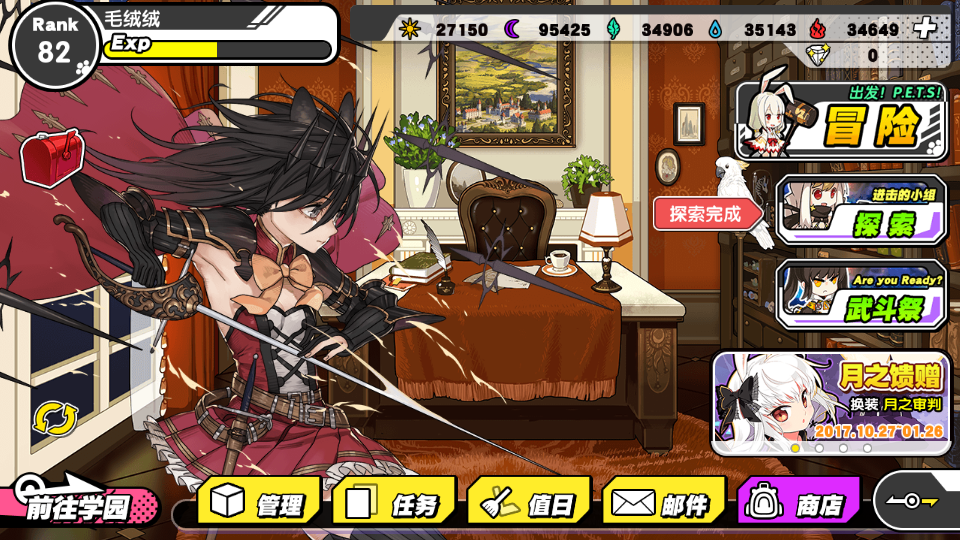 Rank
82
毛绒绒
Exp
27150
95425
34906
35143
34649
0
出发! P.E.T.S!
冒险
进击的小组
探索完成
探索
Are you Ready?
武斗祭
月之馈赠
换装 月之审判
2017.10.27-01.26
前往学园
管理
任务
值日
邮件
商店